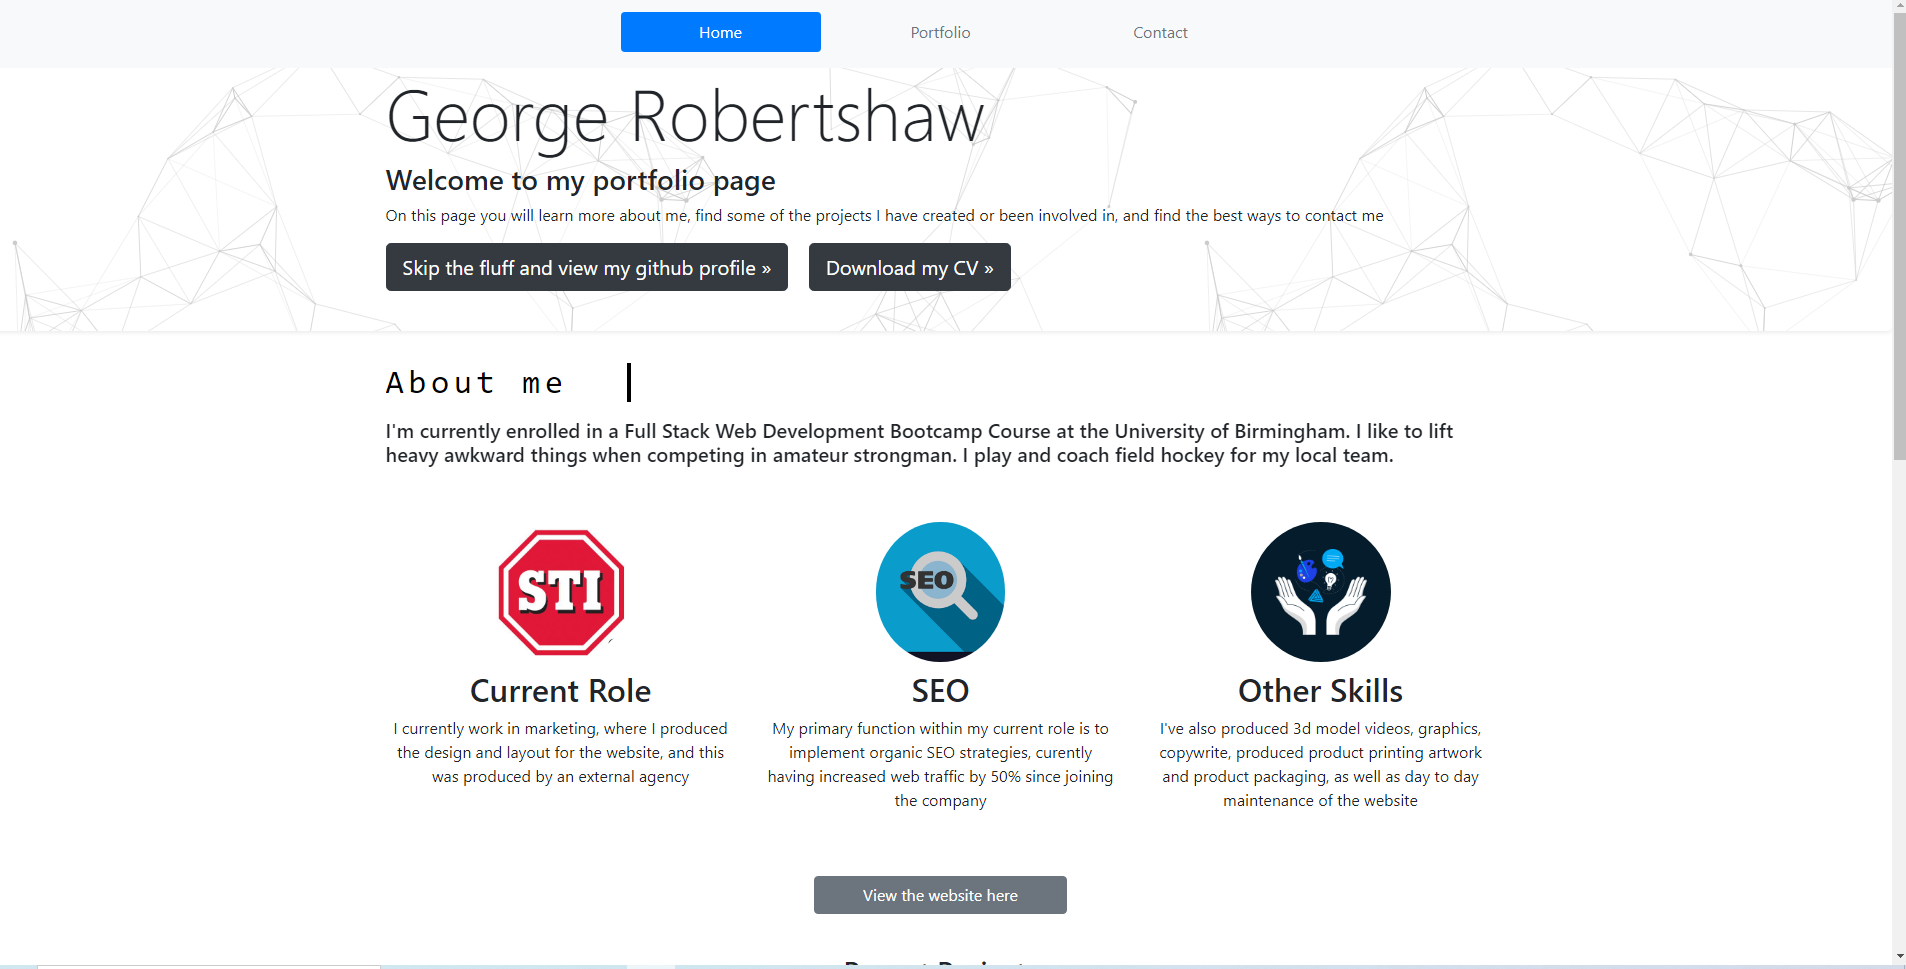 Home
Portfolio
Contact
George Robertshaw
Welcome to my portfolio page
On this page you will learn more about me, find some of the projects I have created or been involved in, and find the best ways to contact me
Skip the fluff and view my github profile »
Download my CV »
About me
I'm currently enrolled in a Full Stack Web Development Bootcamp Course at the University of Birmingham. I like to lift
heavy awkward things when competing in amateur strongman. I play and coach field hockey for my local team.
STI
SEO
Current Role
I currently work in marketing, where I produced
the design and layout for the website, and this
was produced by an external agency
SEO
My primary function within my current role is to
implement organic SEO strategies, curently
having increased web traffic by 50% since joining
the company
Other Skills
I've also produced 3d model videos, graphics,
copywrite, produced product printing artwork
and product packaging, as well as day to day
maintenance of the website
View the website here